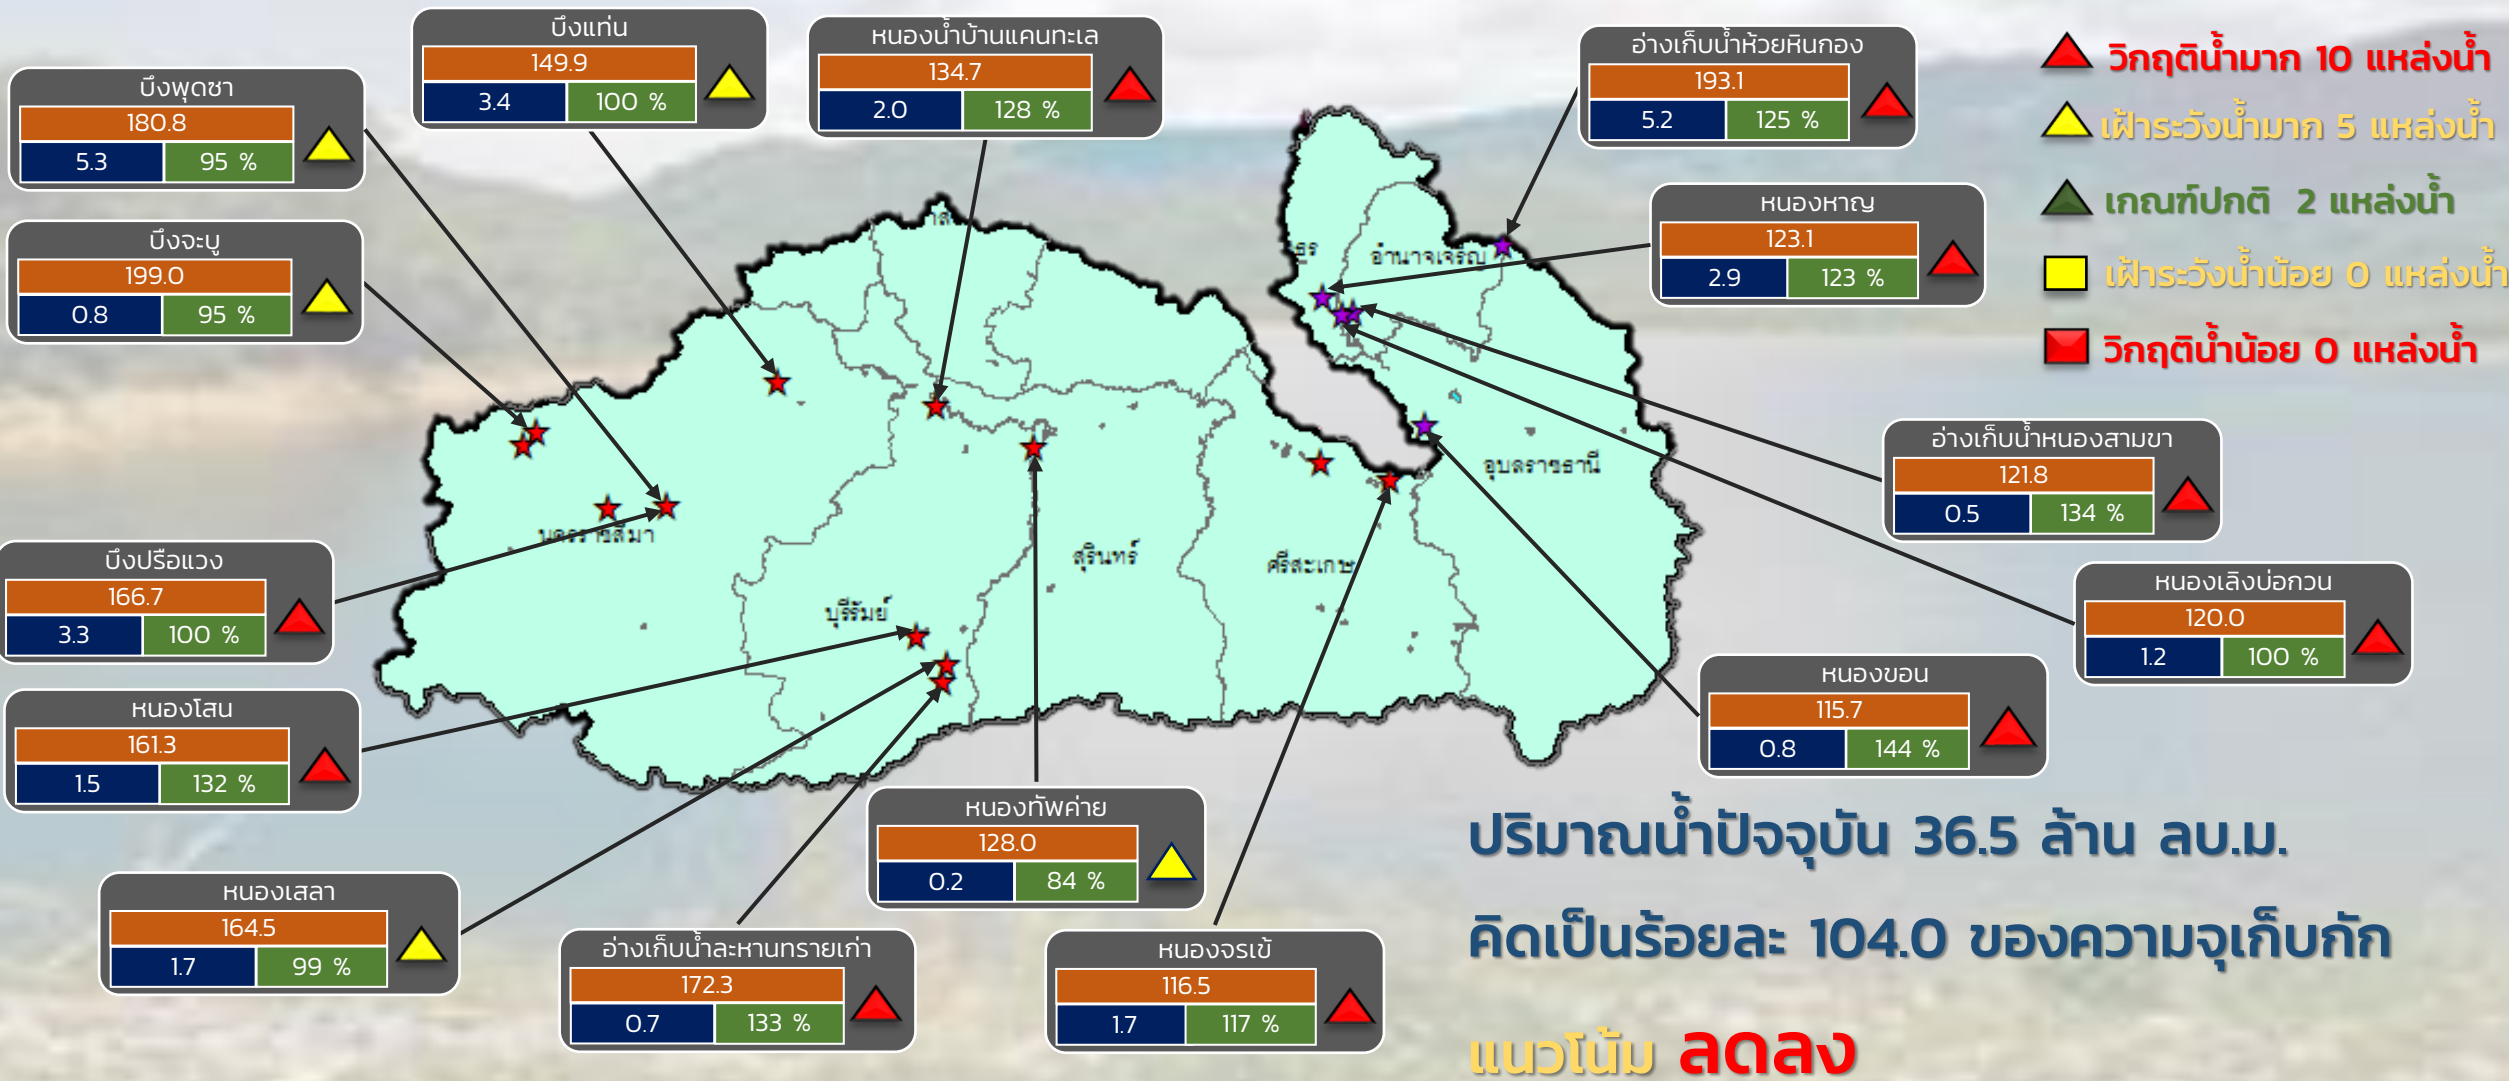 บึงพุดซา
180.8
5.3 95 %
บึงจะบู
199.0
0.8 95 %
บึงแท่น
149.9
3.4 100 %
หนองน้ำบ้านแคนทะเล
134.7
2.0 128 %
อ่างเก็บน้ำห้วยหินกอง
193.1
5.2 125 %
หนองหาญ
123.1
2.9 123 %
วิกฤติน้ำมาก 10 แหล่งน้ำ
เฝ้าระวังน้ำมาก 5 แหล่งน้ำ
เกณฑ์ปกติ 2 แหล่งน้ำ
เฝ้าระวังน้ำน้อย 0 แหล่งน้ำ
วิกฤติน้ำน้อย 0 แหล่งน้ำ
อำนาจเจริญ
อุบลราชธานี
นครราชสีมา
สุรินทร์
ศรีสะเกษ
บุรีรัมย์
อ่างเก็บน้ำหนองสามขา
121.8
0.5 134 %
หนองเลิงบ่อกวน
120.0
1.2 100 %
หนองขอน
115.7
0.8 144 %
บึงปรือแวง
166.7
3.3 100 %
หนองโสน
161.3
1.5 132 %
หนองเสลา
164.5
1.7 99 %
อ่างเก็บน้ำละหานทรายเก่า
172.3
0.7 133 %
หนองทัพค่าย
128.0
0.2 84 %
หนองจรเข้
116.5
1.7 117 %
ปริมาณน้ำปัจจุบัน 36.5 ล้าน ลบ.ม.
คิดเป็นร้อยละ 104.0 ของความจุเก็บกัก
แนวโน้ม ลดลง